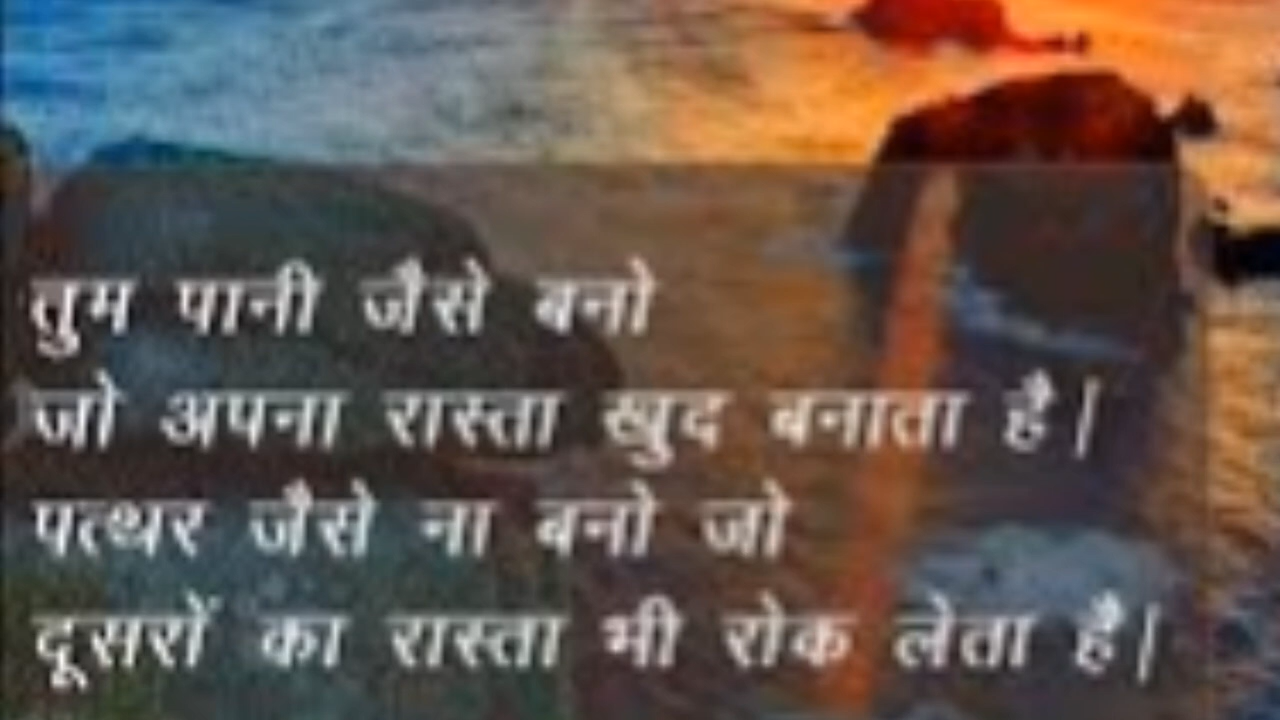 तुम पानी जैसे बनो
जो अपना रास्ता खुद बनाता है|
पत्थर जैसे ना बनो जो
दूसरों का रास्ता भी रोक लेता है|